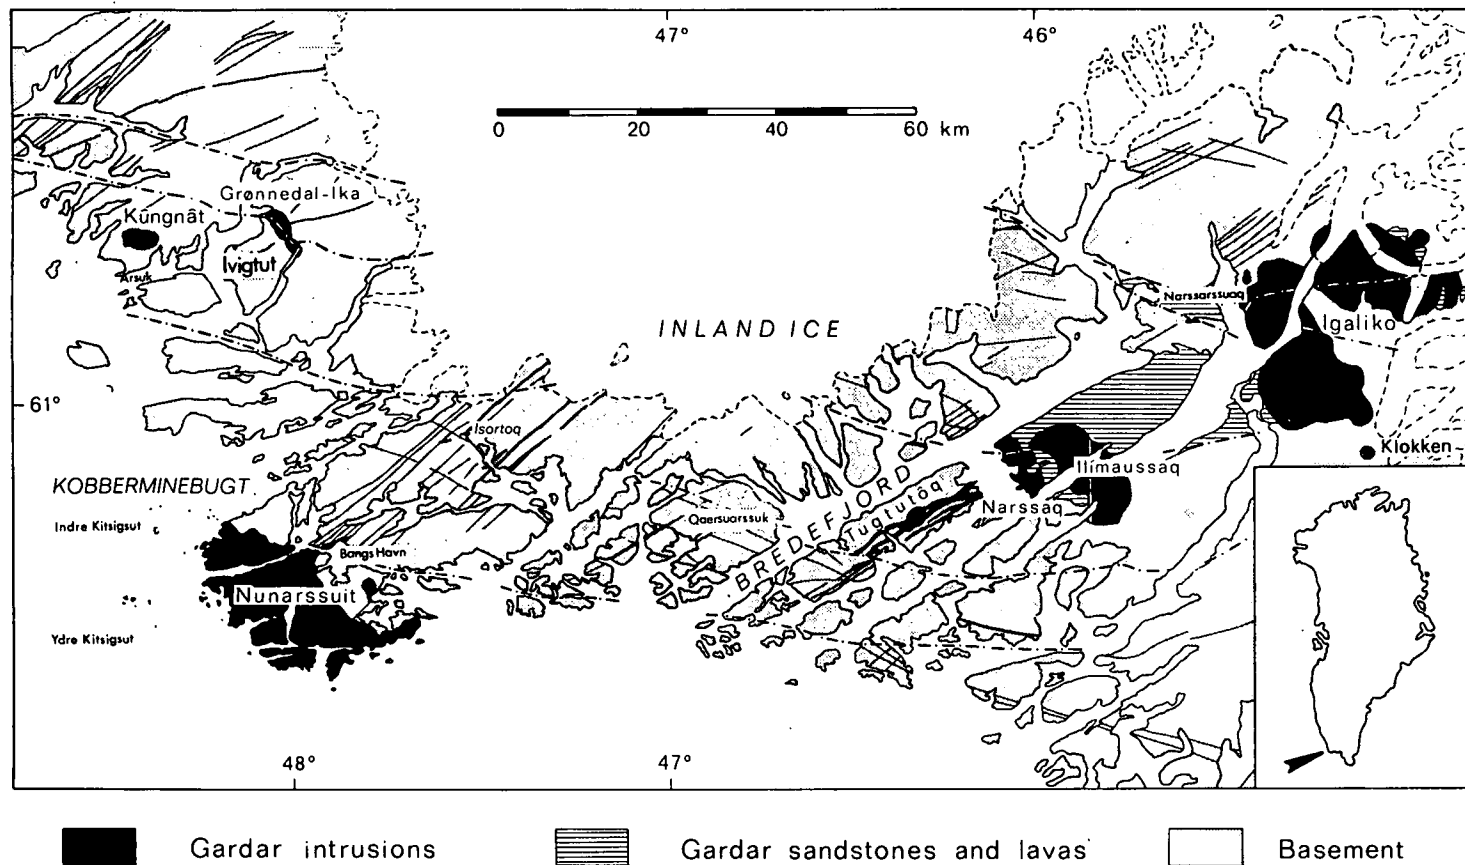 47°
46°
0 20 40 60 km
Grønnedal-Ika
Kûngnât
Ivigtut
Arsuk
Narssarssuaq
Igaliko
INLAND ICE
61°
Isortoq
Klokken
Ilímaussaq
KOBBERMINEBUGT
Narssaq
Indre Kitsigsut
Qaersuarssuk
BREDEFJORD
Tugtutôq
Bangs Havn
Nunarssuit
Ydre Kitsigsut
48°
47°
Gardar intrusions
Gardar sandstones and lavas
Basement